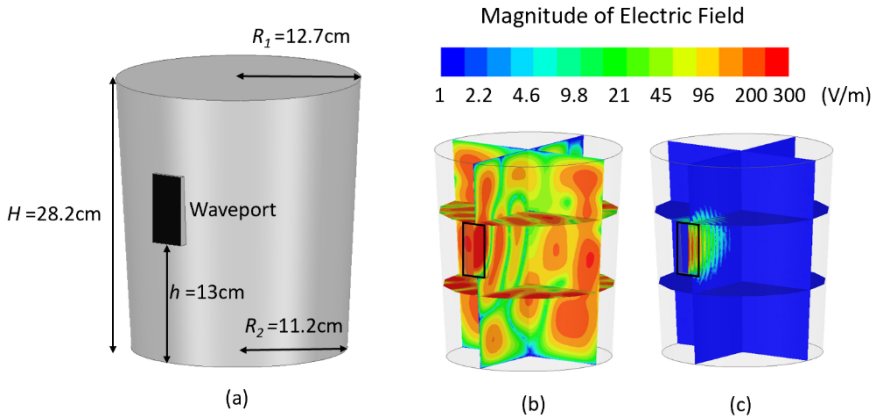 Magnitude of Electric Field
R1 =12.7cm
1 2.2 4.6 9.8 21 45 96 200 300 (V/m)
H =28.2cm
Waveport
h =13cm
R2 =11.2cm
(a)
(b)
(c)